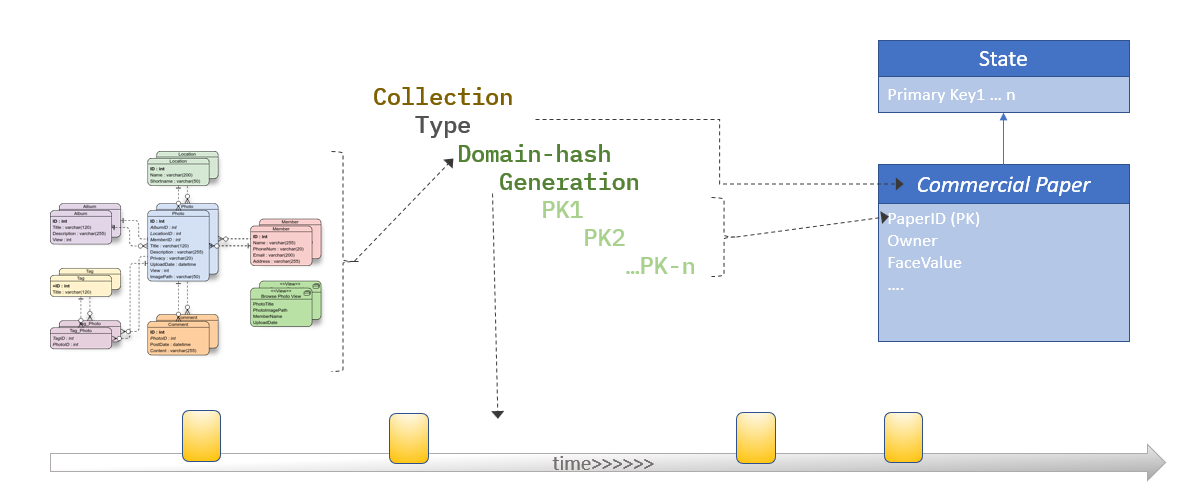 State
Primary Key1 … n
Collection
Type
Domain-hash
Generation
PK1
PK2
…PK-n
Commercial Paper
PaperID (PK)
Owner
FaceValue
….
Location
Location
ID : int
Name : varchar(200)
Shortname : varchar(50)
Album
Album
ID : int
Title : varchar(120)
Description : varchar(255)
View : int
Photo
Photo
ID : int
AlbumID : int
LocationID : int
MemberID : int
Title : varchar(120)
Description : varchar(255)
Privacy : varchar(20)
UploadDate : datetime
View : int
ImagePath : varchar(50)
Member
Member
ID : int
Name : varchar(255)
PhoneNum : varchar(20)
Email : varchar(200)
Address : varchar(255)
Tag
Tag
+ID : int
Title : varchar(120)
<<View>>
<<View>>
Browse Photo View
PhotoTitle
PhotoImagePath
MemberName
UploadDate
Tag_Photo
Tag_Photo
TagID : int
PhotoID : int
Comment
Comment
ID : int
PhotoID : int
PostDate : datetime
Content : varchar(255)
time>>>>>>